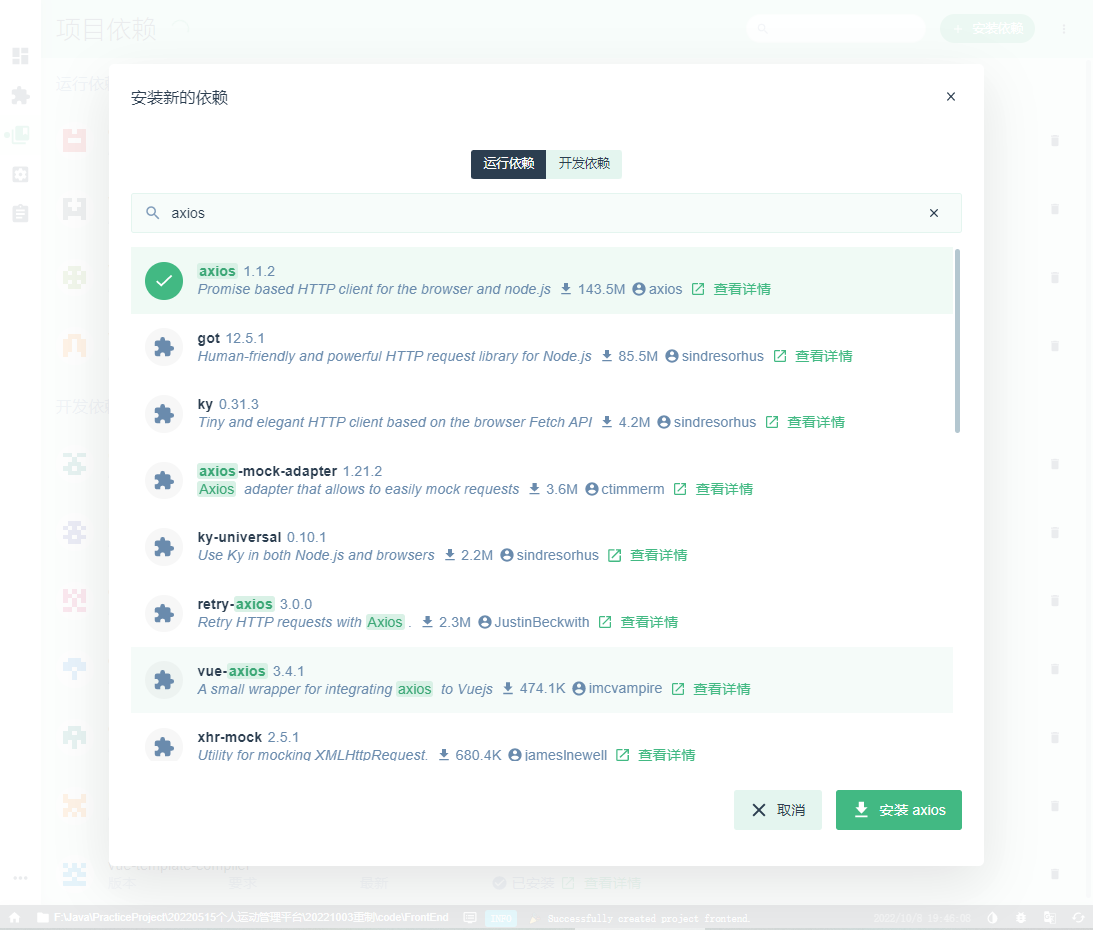 项目依赖
安装依赖
运行依赖
安装新的依赖
运行依赖 开发依赖
axios
axios 1.1.2
Promise based HTTP client for the browser and node.js 143.5M axios 查看详情
got 12.5.1
Human-friendly and powerful HTTP request library for Node.js 85.5M sindresorhus 查看详情
ky 0.31.3
Tiny and elegant HTTP client based on the browser Fetch API 4.2M sindresorhus 查看详情
axios-mock-adapter 1.21.2
Axios adapter that allows to easily mock requests 3.6M ctimmerm 查看详情
ky-universal 0.10.1
Use Ky in both Node.js and browsers 2.2M sindresorhus 查看详情
retry-axios 3.0.0
Retry HTTP requests with Axios . 2.3M JustinBeckwith 查看详情
vue-axios 3.4.1
A small wrapper for integrating axios to Vuejs 474.1K imcvampire 查看详情
xhr-mock 2.5.1
Utility for mocking XMLHttpRequest. 680.4K jameslnewell 查看详情
取消 安装 axios
开发依赖
vue-template-compiler
版本 要求 最新 已安装 查看详情
F:\Java\PracticeProject\20220515个人运动管理平台\20221003重制\code\FrontEnd INFO Successfully created project frontend.